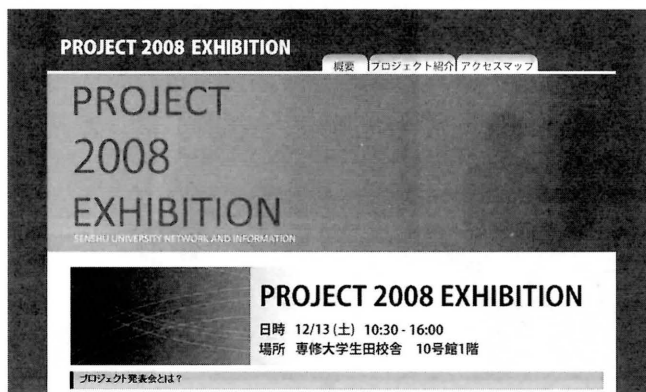 PROJECT 2008 EXHIBITION
概要 プロジェクト紹介 アクセスマップ
PROJECT
2008
EXHIBITION
SENSHU UNIVERSITY NETWORK AND INFORMATION
PROJECT 2008 EXHIBITION
日時 12/13(土) 10:30 - 16:00
場所 専修大学生田校舎 10号館1階
プロジェクト発表会とは?